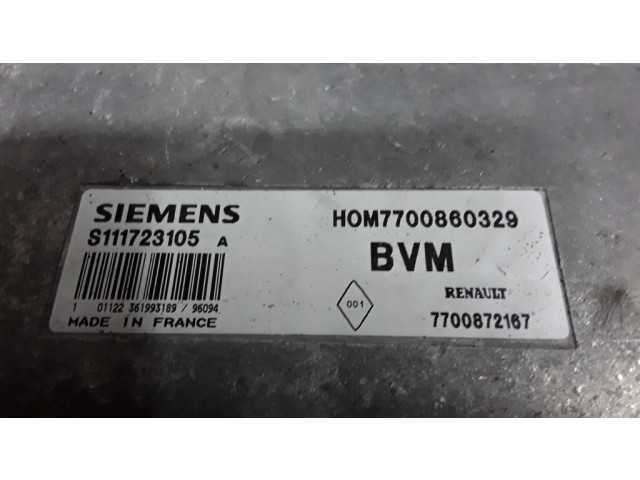 SIEMENS
S111723105 A
1 01122 361993189 / 96094
MADE IN FRANCE
HOM7700860329
BVM
001
RENAULT
7700872167